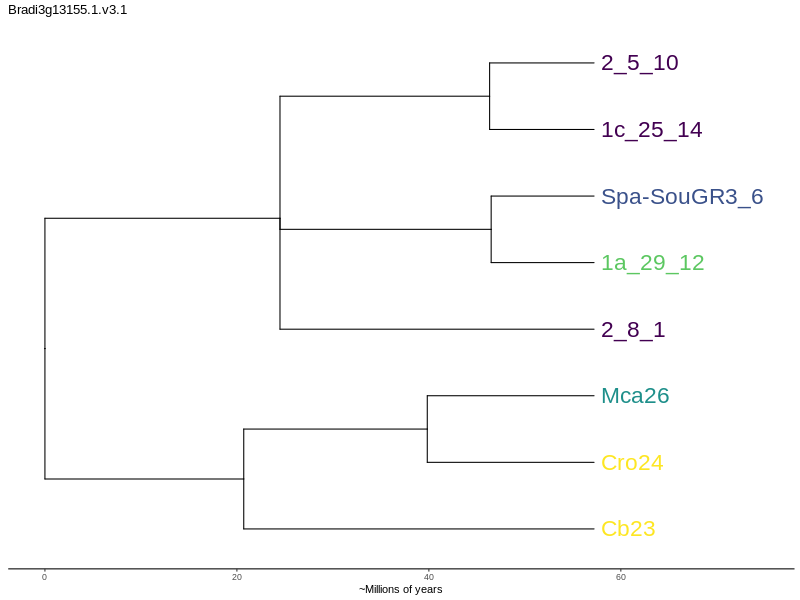 Bradi3g13155.1.v3.1
2_5_10
1c_25_14
Spa-SouGR3_6
1a_29_12
2_8_1
Mca26
Cro24
Cb23
0 20 40 60
~Millions of years